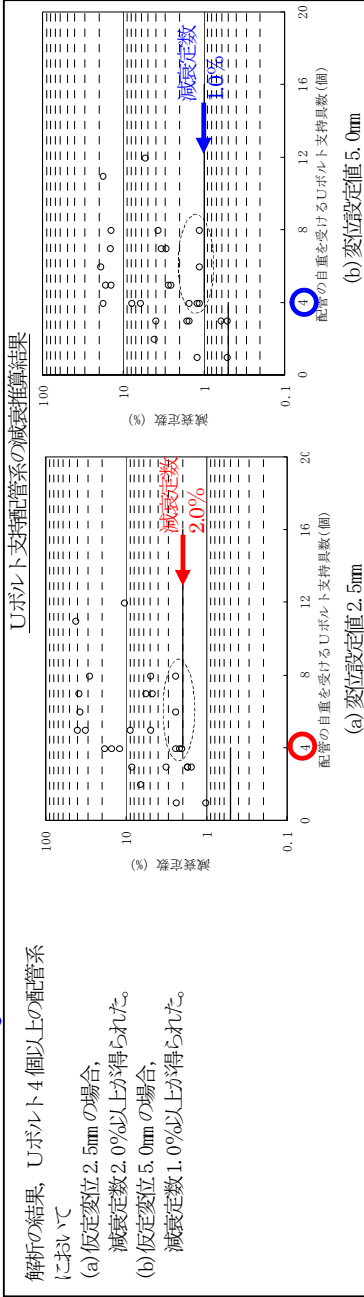 Uボルト支持配管系の減衰推算結果
解析の結果，Uボルト４個以上の配管系
において
(a) 仮定変位 2.5mm の場合，
減衰定数 2.0%以上が得られた。
(b) 仮定変位 5.0mm の場合，
減衰定数 1.0%以上が得られた。
100
10
1
0.1
減衰定数 (%)
減衰定数
2.0%
0
4
8
12
16
20
配管の自重を受けるUボルト支持具数(個)
(a) 変位設定値 2.5mm
100
10
1
0.1
減衰定数 (%)
減衰定数
1.0%
0
4
8
12
16
20
配管の自重を受けるUボルト支持具数(個)
(b) 変位設定値 5.0mm